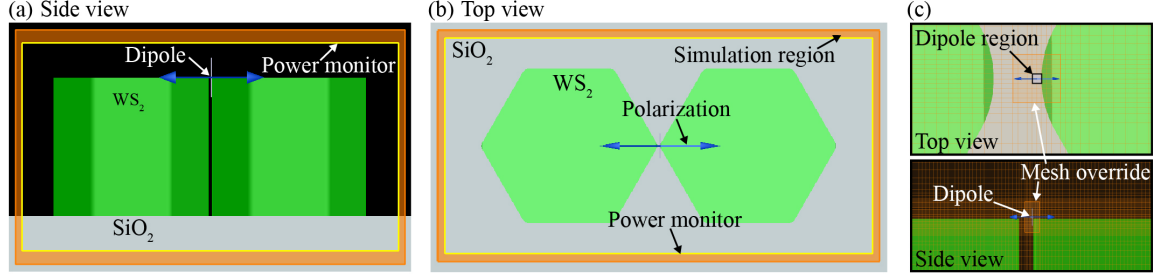 (a) Side view
Dipole
Power monitor
WS₂
SiO₂
(b) Top view
SiO₂
Simulation region
WS₂
Polarization
Power monitor
(c)
Dipole region
Top view
Mesh override
Dipole
Side view